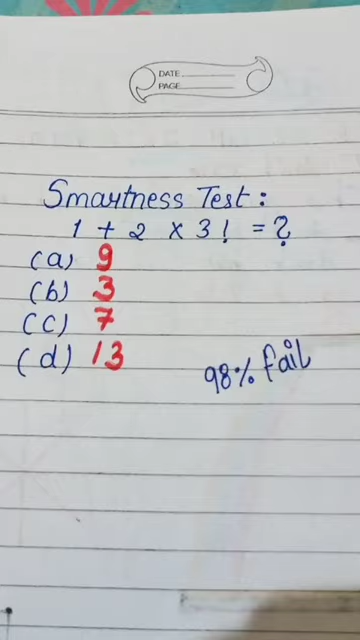 DATE
PAGE
Smartness Test:
1 + 2 × 3! = ?
(a) 9
(b) 3
(c) 7
(d) 13
98% fail